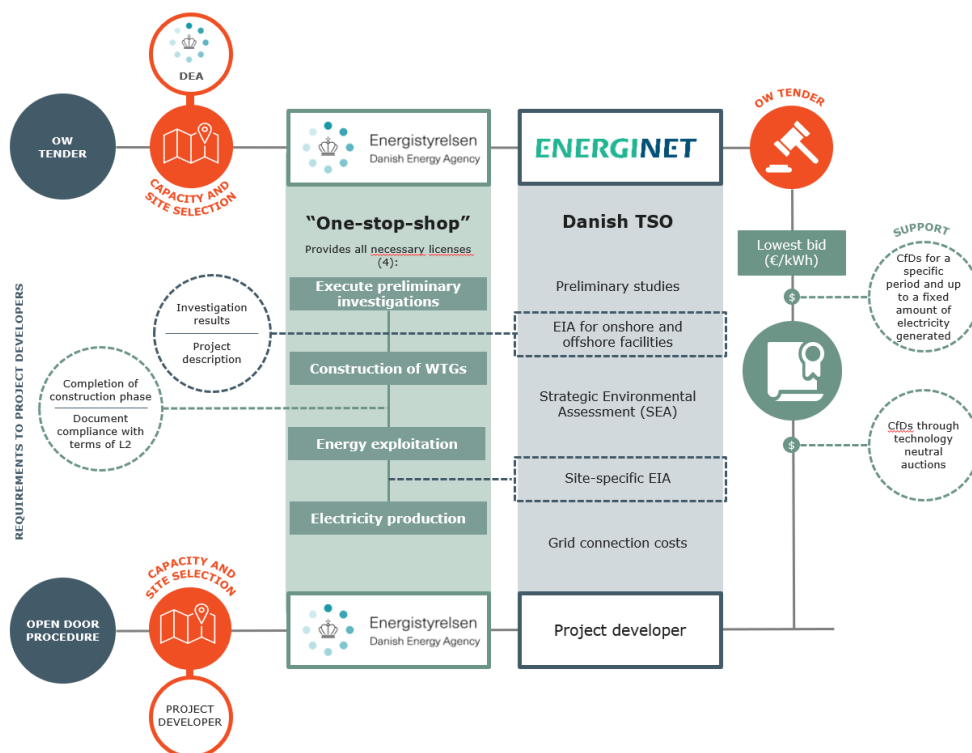 DEA
OW
TENDER
CAPACITY AND
SITE SELECTION
Energistyrelsen
Danish Energy Agency
ENERGINET
OW TENDER
"One-stop-shop"
Provides all necessary licenses
(4):
Execute preliminary
investigations
Construction of WTGs
Energy exploitation
Electricity production
Danish TSO
Preliminary studies
EIA for onshore and
offshore facilities
Strategic Environmental
Assessment (SEA)
Site-specific EIA
Grid connection costs
Lowest bid
(€/kWh)
SUPPORT
$
CfDs for a
specific
period and up
to a fixed
amount of
electricity
generated
$
CfDs through
technology
neutral
auctions
REQUIREMENTS TO PROJECT DEVELOPERS
Investigation
results
Project
description
Completion of
construction phase
Document
compliance with
terms of L2
OPEN DOOR
PROCEDURE
CAPACITY AND
SITE SELECTION
PROJECT
DEVELOPER
Energistyrelsen
Danish Energy Agency
Project developer